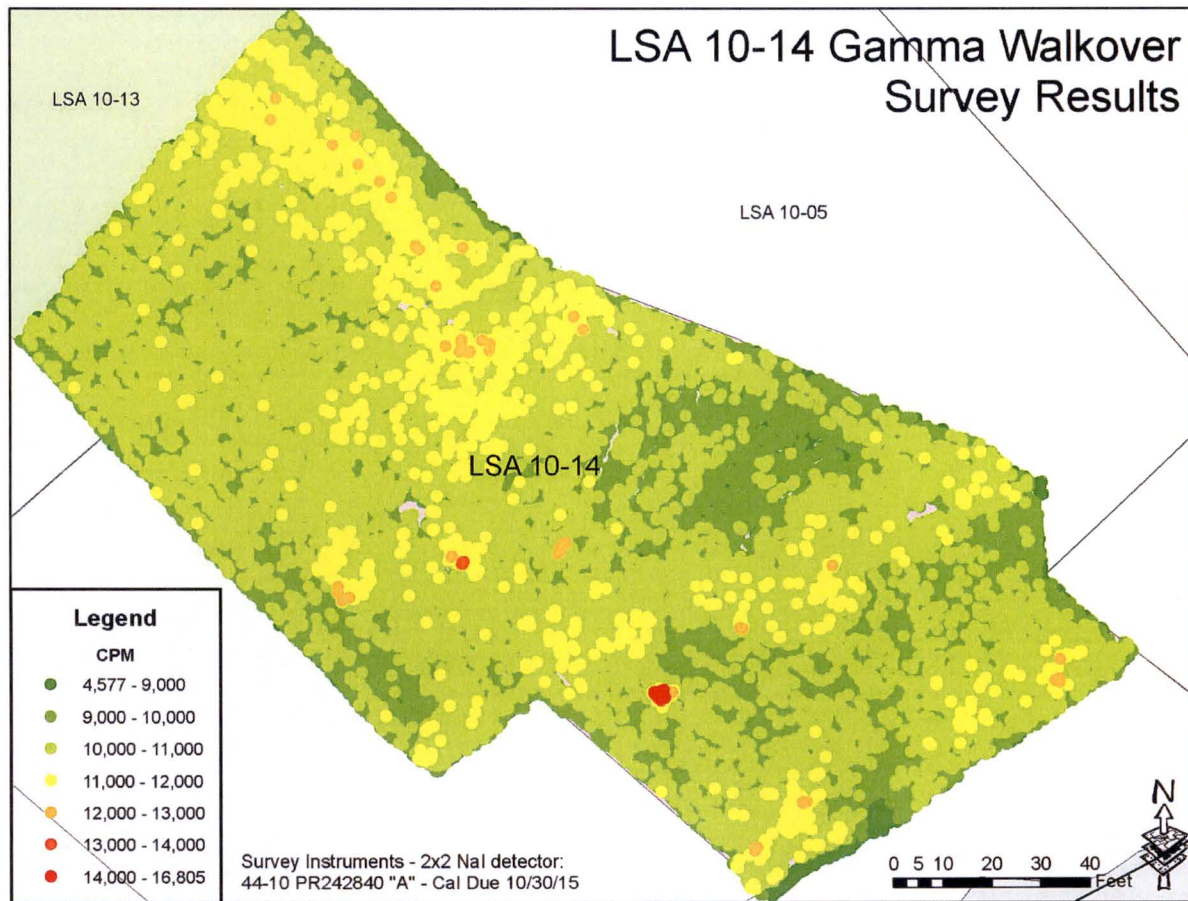 LSA 10-14 Gamma Walkover
Survey Results
LSA 10-13
LSA 10-05
LSA 10-14
Legend
CPM
4,577 - 9,000
9,000 - 10,000
10,000 - 11,000
11,000 - 12,000
12,000 - 13,000
13,000 - 14,000
14,000 - 16,805
Survey Instruments - 2x2 NaI detector:
44-10 PR242840 "A" - Cal Due 10/30/15
N
0 5 10 20 30 40
Feet